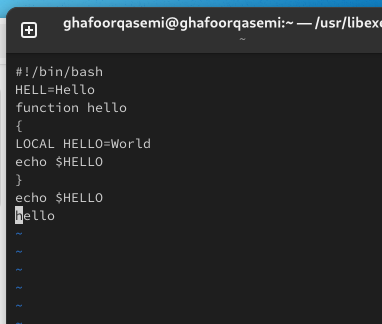 ghafoorqasemi@ghafoorqasemi:~ — /usr/libex
~
#!/bin/bash
HELL=Hello
function hello
{
LOCAL HELLO=World
echo $HELLO
}
echo $HELLO
hello
~
~
~
~
~
~